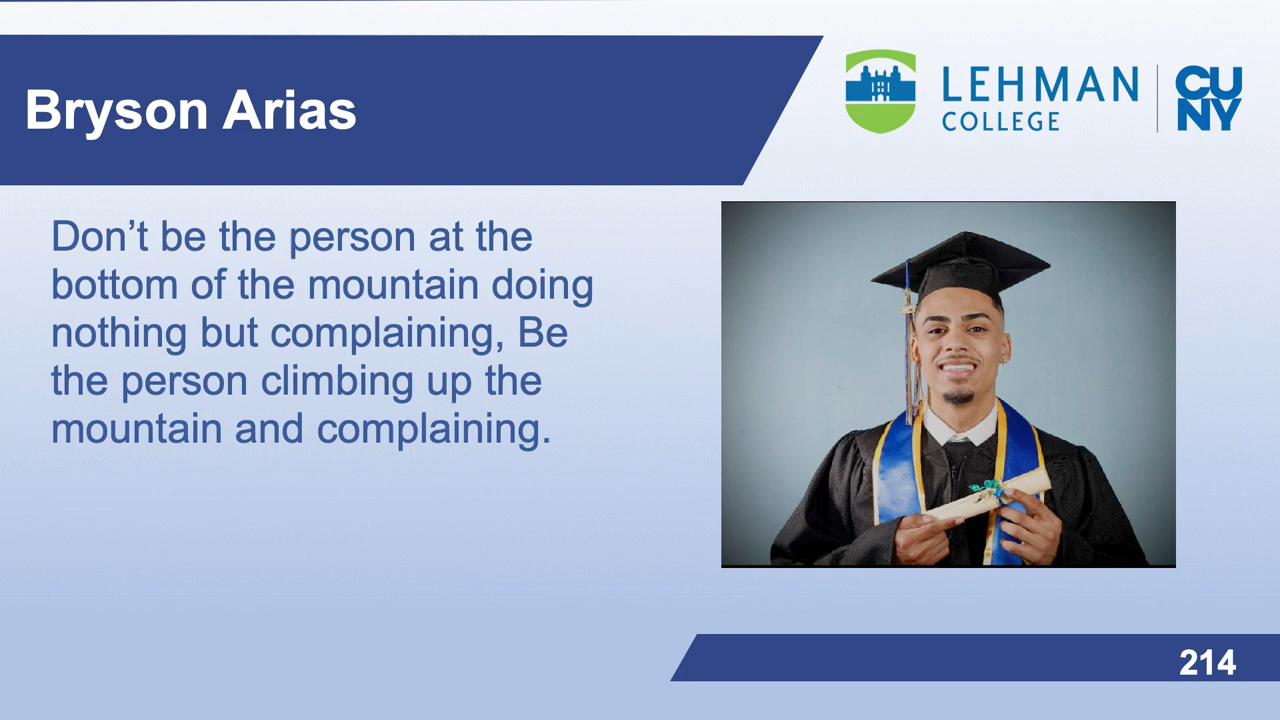 Bryson Arias
LEHMAN
COLLEGE
CU
NY
Don’t be the person at the
bottom of the mountain doing
nothing but complaining, Be
the person climbing up the
mountain and complaining.
214